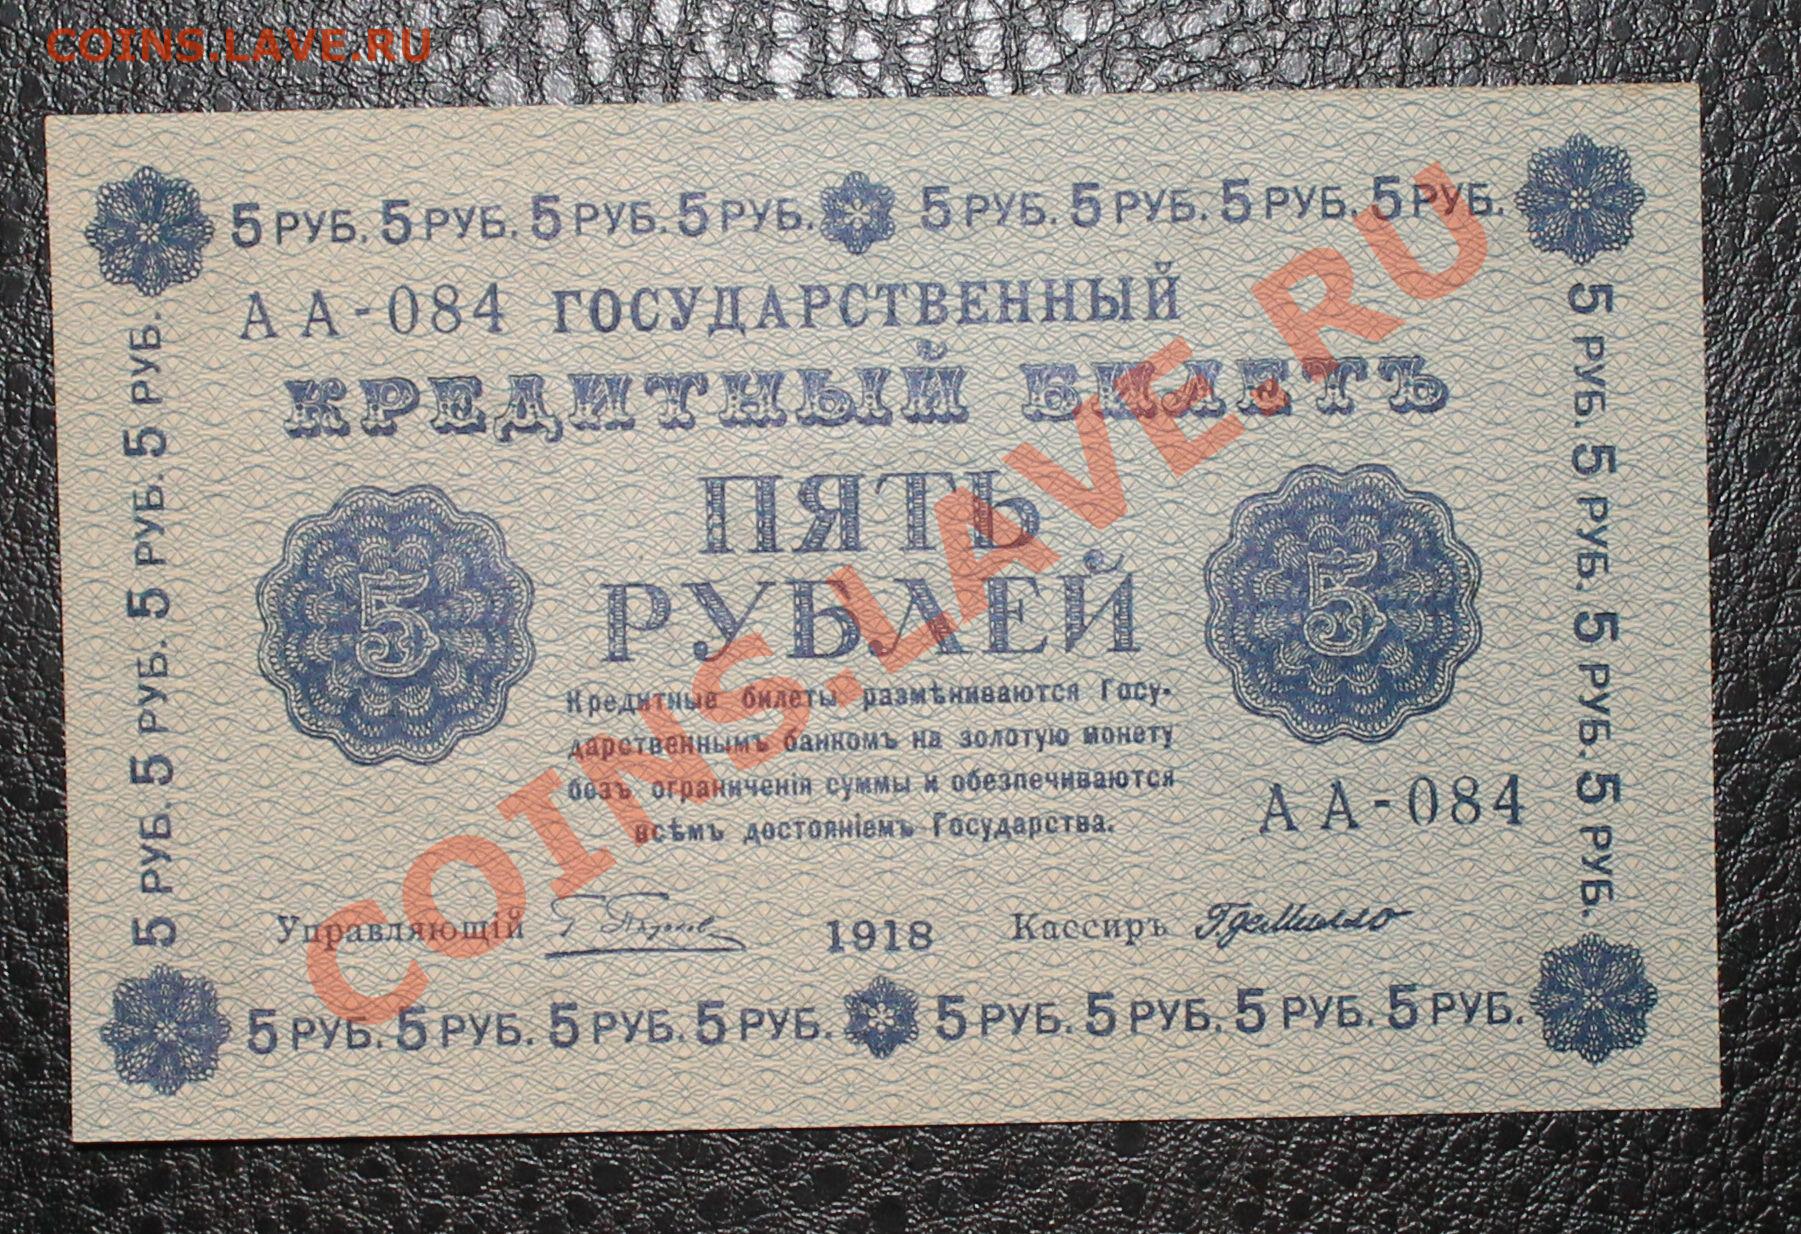 COINS.LAVE.RU
5 РУБ. 5 РУБ. 5 РУБ. 5 РУБ. 5 РУБ. 5 РУБ. 5 РУБ. 5 РУБ.
АА-084 ГОСУДАРСТВЕННЫЙ
КРЕДИТНЫЙ БИЛЕТЪ
5 ПЯТЬ 5
РУБЛЕЙ
Кредитные билеты размѣниваются Госу-
дарственнымъ банкомъ на золотую монету
безъ ограниченія суммы и обезпечиваются
всѣмъ достояніемъ Государства.
АА-084
Управляющій Г. Пятаков 1918 Кассиръ Г. де Милло
5 РУБ. 5 РУБ. 5 РУБ. 5 РУБ. 5 РУБ. 5 РУБ. 5 РУБ. 5 РУБ.
5 РУБ. 5 РУБ. 5 РУБ. 5 РУБ.
5 РУБ. 5 РУБ. 5 РУБ. 5 РУБ.
COINS.LAVE.RU